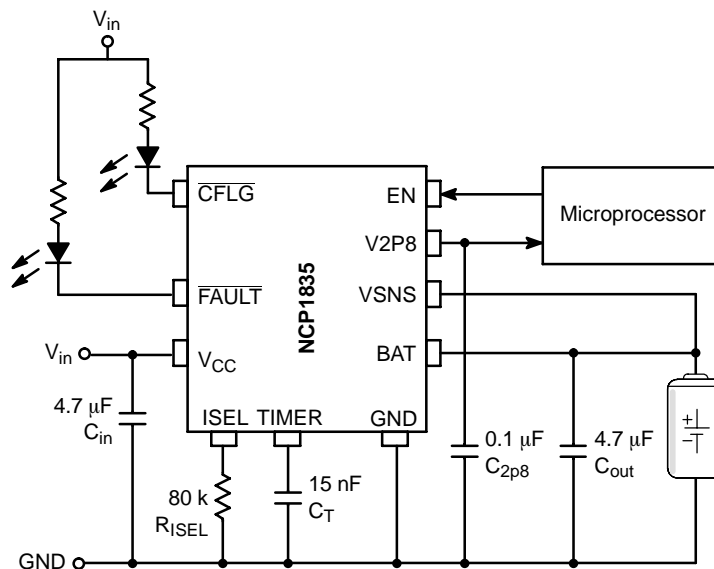 Vin
CFLG
FAULT
Vin
VCC
4.7 μF
Cin
NCP1835
EN
V2P8
VSNS
BAT
Microprocessor
ISEL
TIMER
GND
80 k
RISEL
15 nF
CT
0.1 μF
C2p8
4.7 μF
Cout
+
−
GND